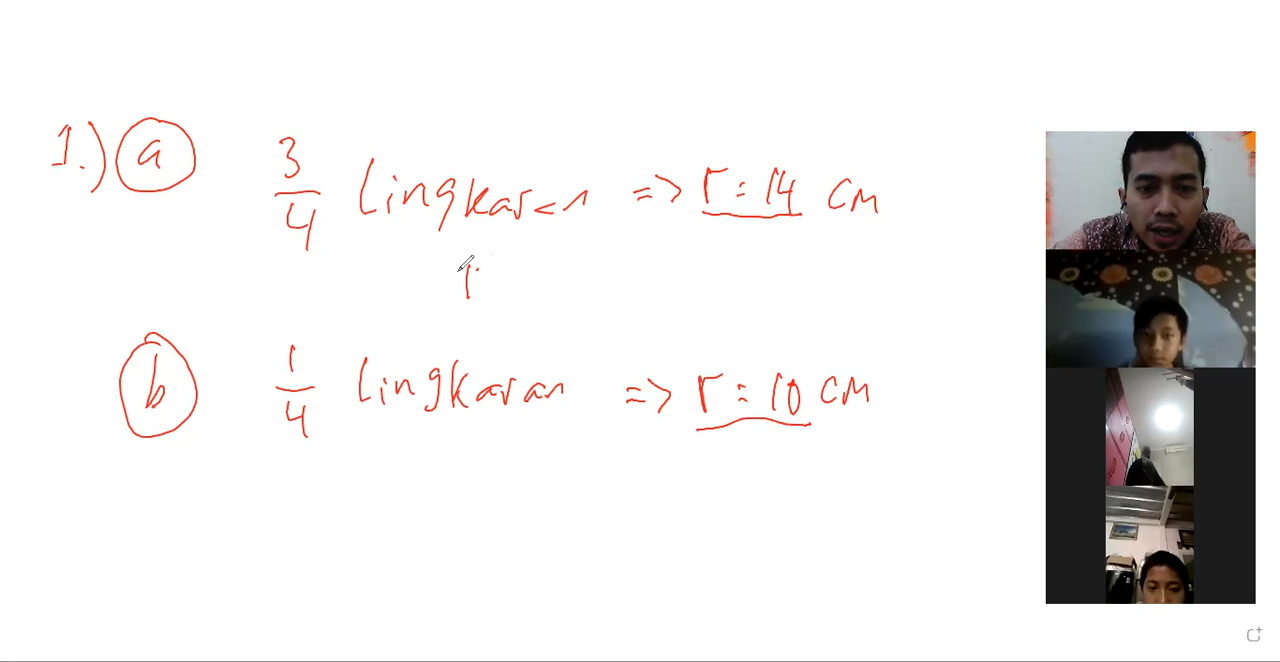 1.) a 3/4 Lingkaran => r = 14 cm
b 1/4 Lingkaran => r = 10 cm